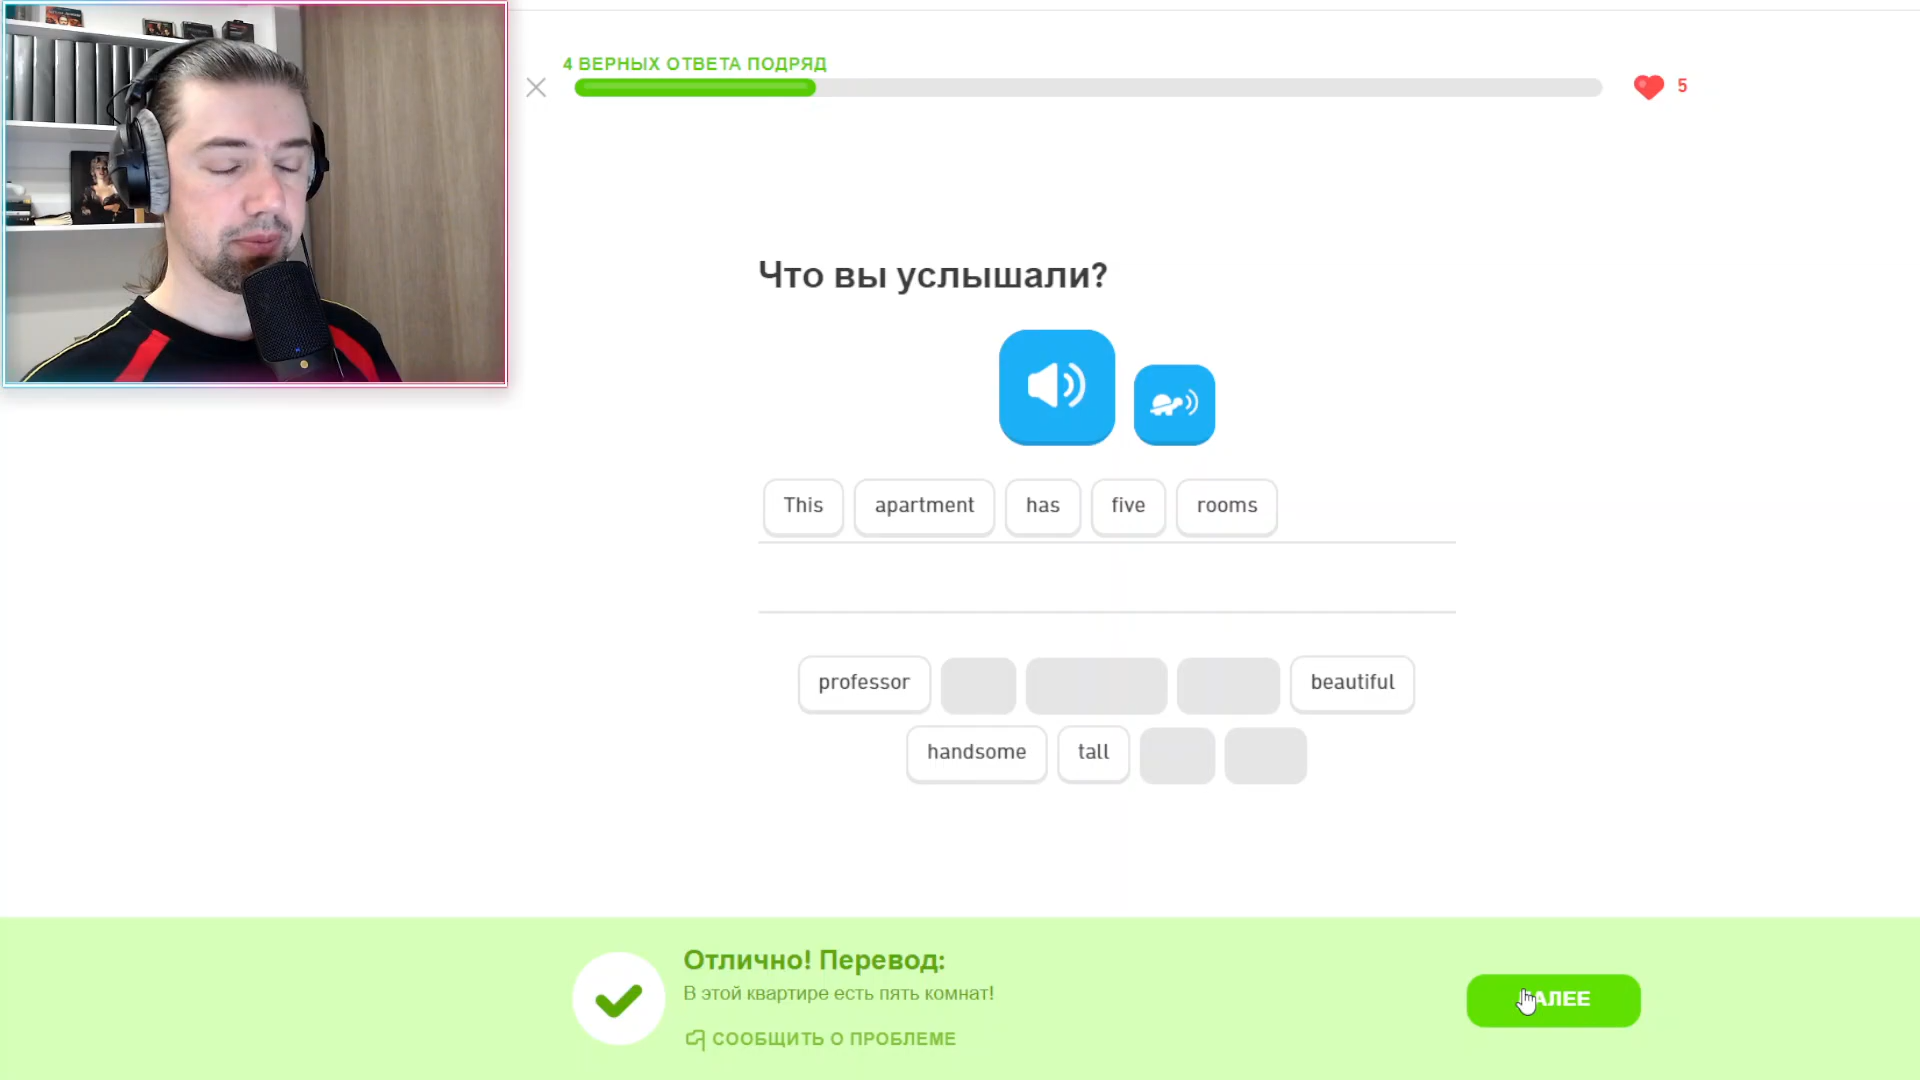 4 ВЕРНЫХ ОТВЕТА ПОДРЯД
5
Что вы услышали?
This apartment has five rooms
professor beautiful
handsome tall
Отлично! Перевод:
В этой квартире есть пять комнат!
СООБЩИТЬ О ПРОБЛЕМЕ
ДАЛЕЕ